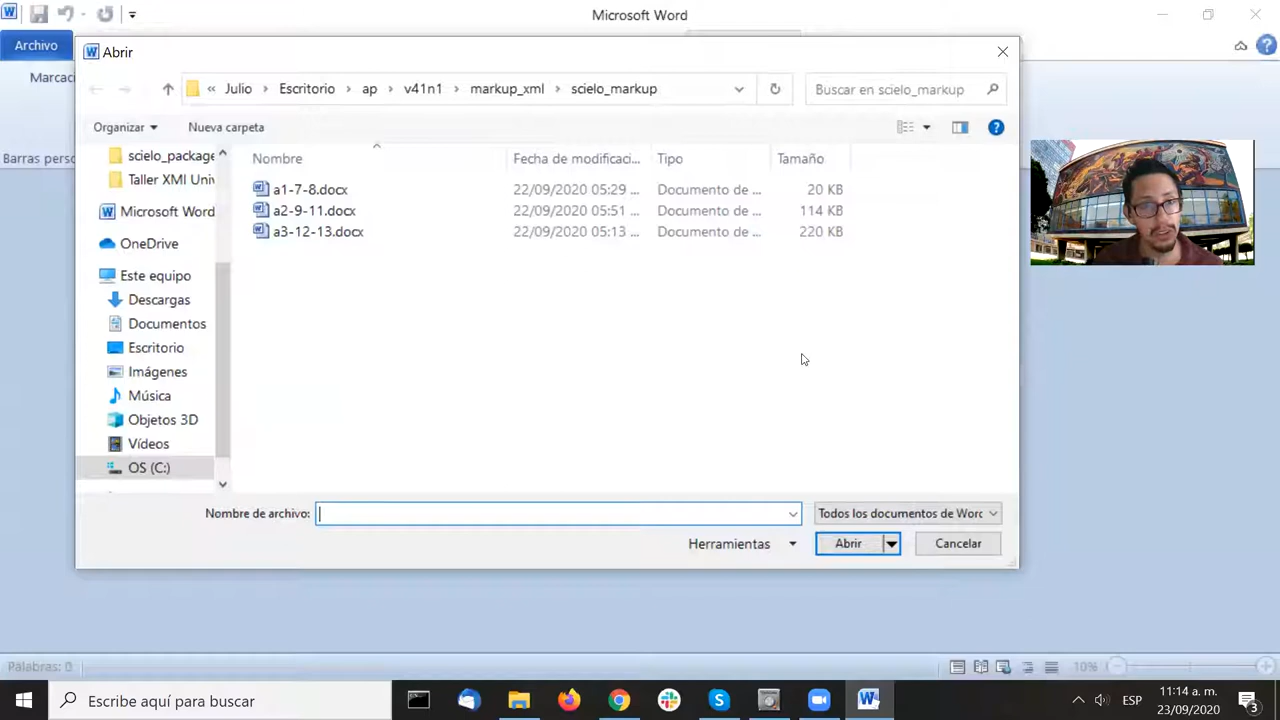 Microsoft Word
Archivo
Marcac
Barras perso
Abrir
« Julio > Escritorio > ap > v41n1 > markup_xml > scielo_markup
Buscar en scielo_markup
Organizar
Nueva carpeta
scielo_package
Taller XMl Univ
Microsoft Word
OneDrive
Este equipo
Descargas
Documentos
Escritorio
Imágenes
Música
Objetos 3D
Vídeos
OS (C:)
Nombre Fecha de modificaci... Tipo Tamaño
a1-7-8.docx 22/09/2020 05:29 ... Documento de ... 20 KB
a2-9-11.docx 22/09/2020 05:51 ... Documento de ... 114 KB
a3-12-13.docx 22/09/2020 05:13 ... Documento de ... 220 KB
Nombre de archivo:
Todos los documentos de Worc
Herramientas
Abrir
Cancelar
Palabras: 0
10%
Escribe aquí para buscar
ESP
11:14 a. m.
23/09/2020
3